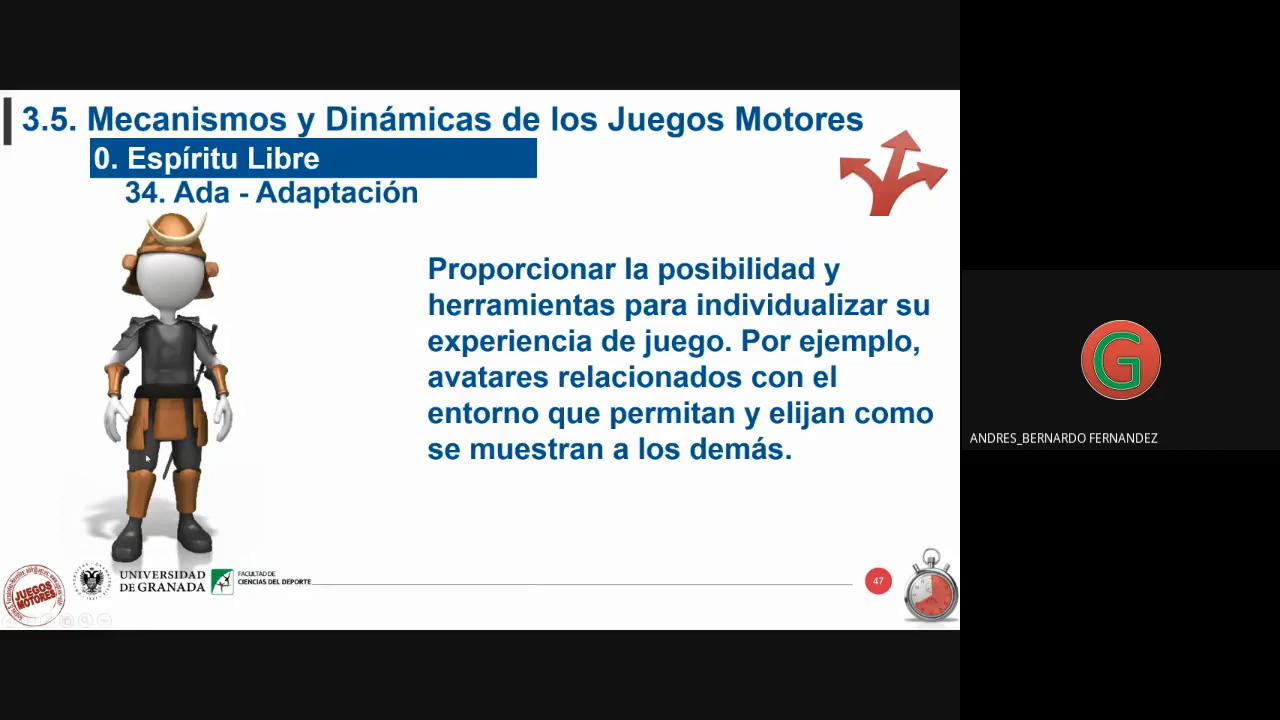 3.5. Mecanismos y Dinámicas de los Juegos Motores
0. Espíritu Libre
34. Ada - Adaptación
Proporcionar la posibilidad y
herramientas para individualizar su
experiencia de juego. Por ejemplo,
avatares relacionados con el
entorno que permitan y elijan como
se muestran a los demás.
G
ANDRES_BERNARDO FERNANDEZ
JUEGOS
MOTORES
UNIVERSIDAD
DE GRANADA
FACULTAD DE
CIENCIAS DEL DEPORTE
47